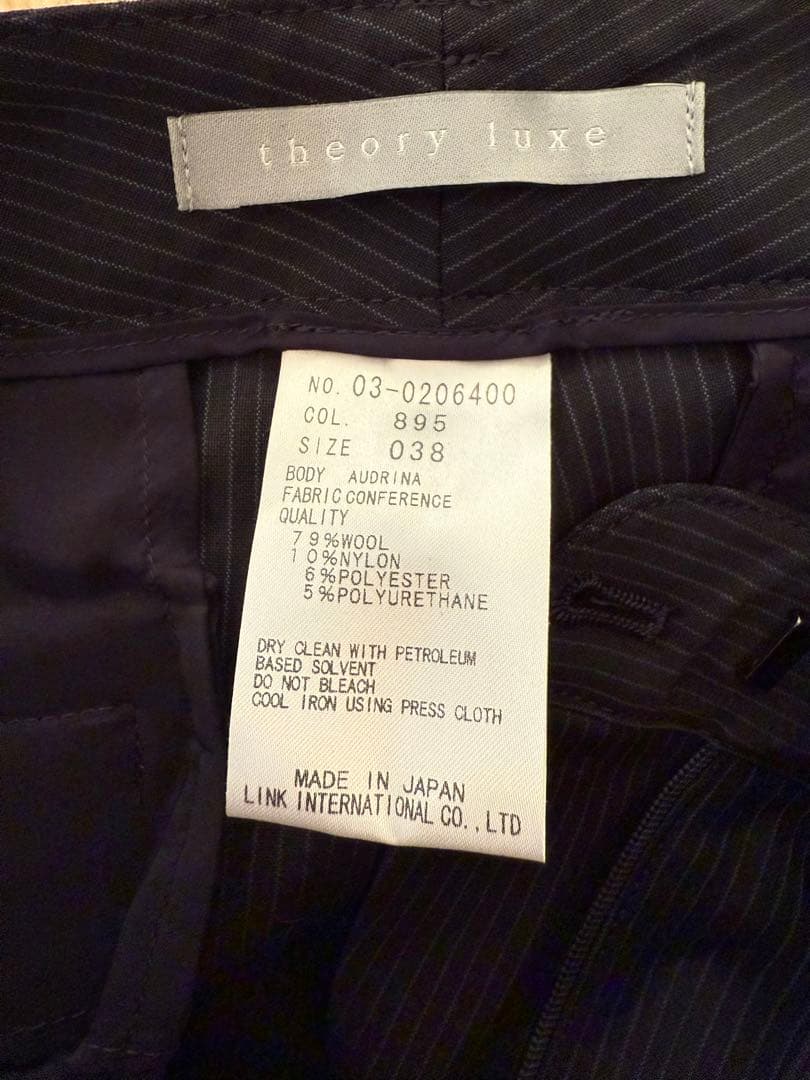 theory luxe
NO. 03-0206400
COL. 895
SIZE 038
BODY AUDRINA
FABRIC CONFERENCE
QUALITY
79%WOOL
10%NYLON
6%POLYESTER
5%POLYURETHANE
DRY CLEAN WITH PETROLEUM
BASED SOLVENT
DO NOT BLEACH
COOL IRON USING PRESS CLOTH
MADE IN JAPAN
LINK INTERNATIONAL CO.,LTD